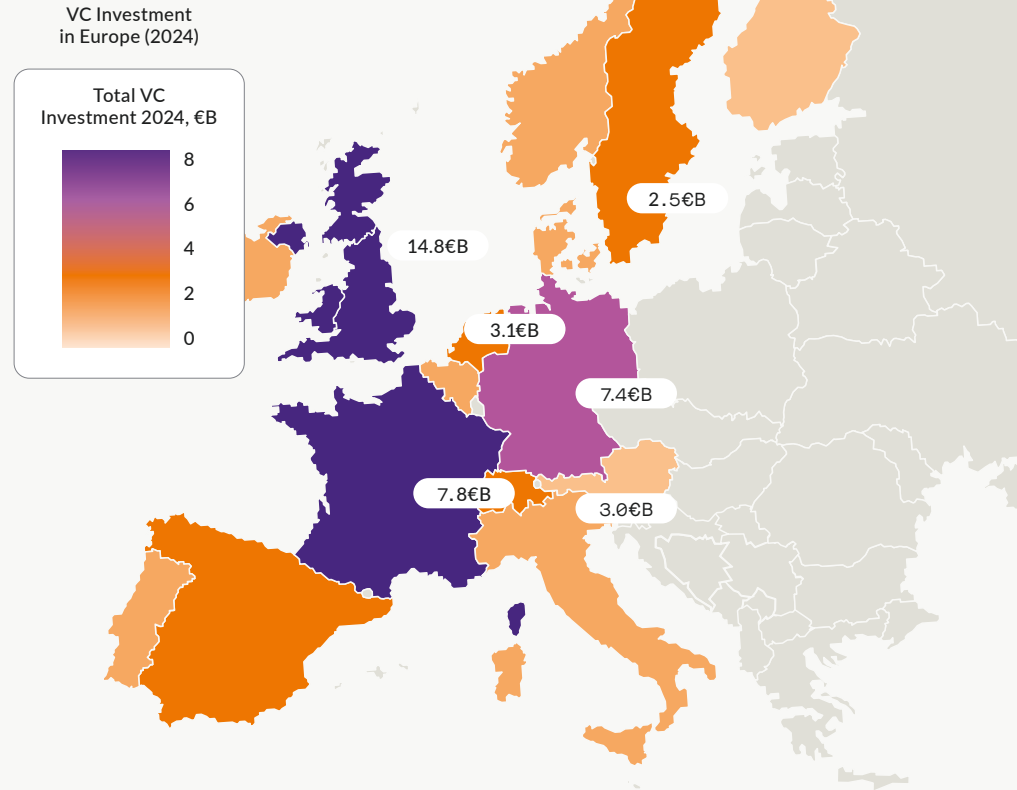 VC Investment
in Europe (2024)
Total VC
Investment 2024, €B
8
6
4
2
0
2.5€B
14.8€B
3.1€B
7.4€B
7.8€B
3.0€B